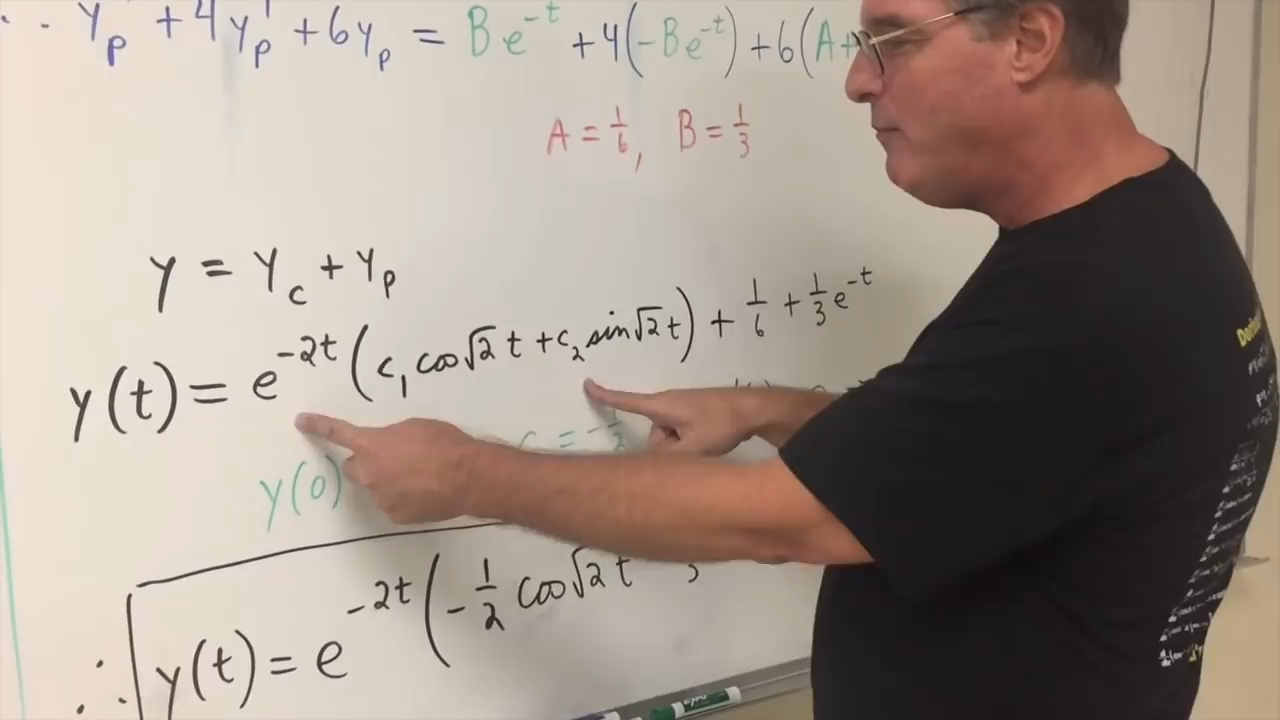 ∴ y_p'' + 4y_p' + 6y_p = Be^{-t} + 4(-Be^{-t}) + 6(A+
A = 1/6, B = 1/3
y = y_c + y_p
y(t) = e^{-2t}(c_1 cos√2 t + c_2 sin√2 t) + 1/6 + 1/3 e^{-t}
y(0)
∴ y(t) = e^{-2t}(-1/2 cos√2 t